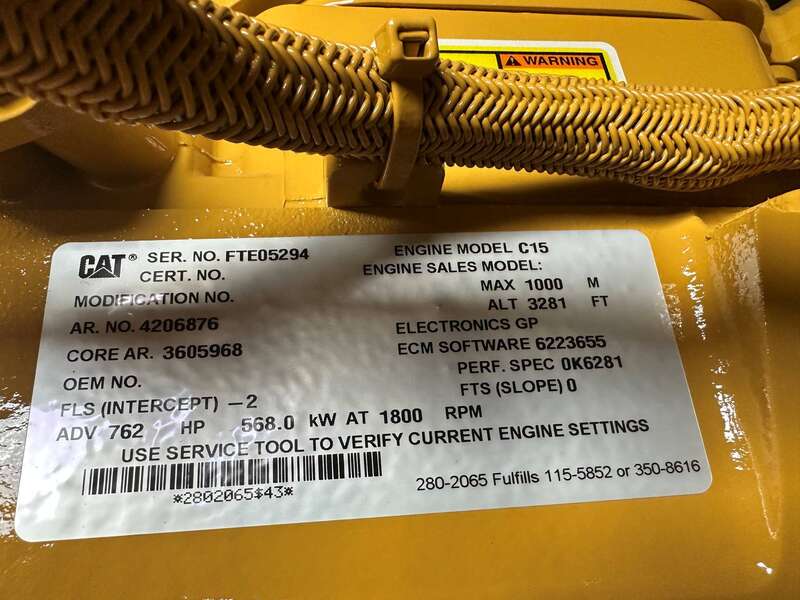 WARNING
CAT® SER. NO. FTE05294 ENGINE MODEL C15
CERT. NO. ENGINE SALES MODEL:
MODIFICATION NO. MAX 1000 M
ALT 3281 FT
AR. NO. 4206876 ELECTRONICS GP
CORE AR. 3605968 ECM SOFTWARE 6223655
PERF. SPEC 0K6281
OEM NO. FTS (SLOPE) 0
FLS (INTERCEPT) -2
ADV 762 HP 568.0 kW AT 1800 RPM
USE SERVICE TOOL TO VERIFY CURRENT ENGINE SETTINGS
*2802065$43* 280-2065 Fulfills 115-5852 or 350-8616